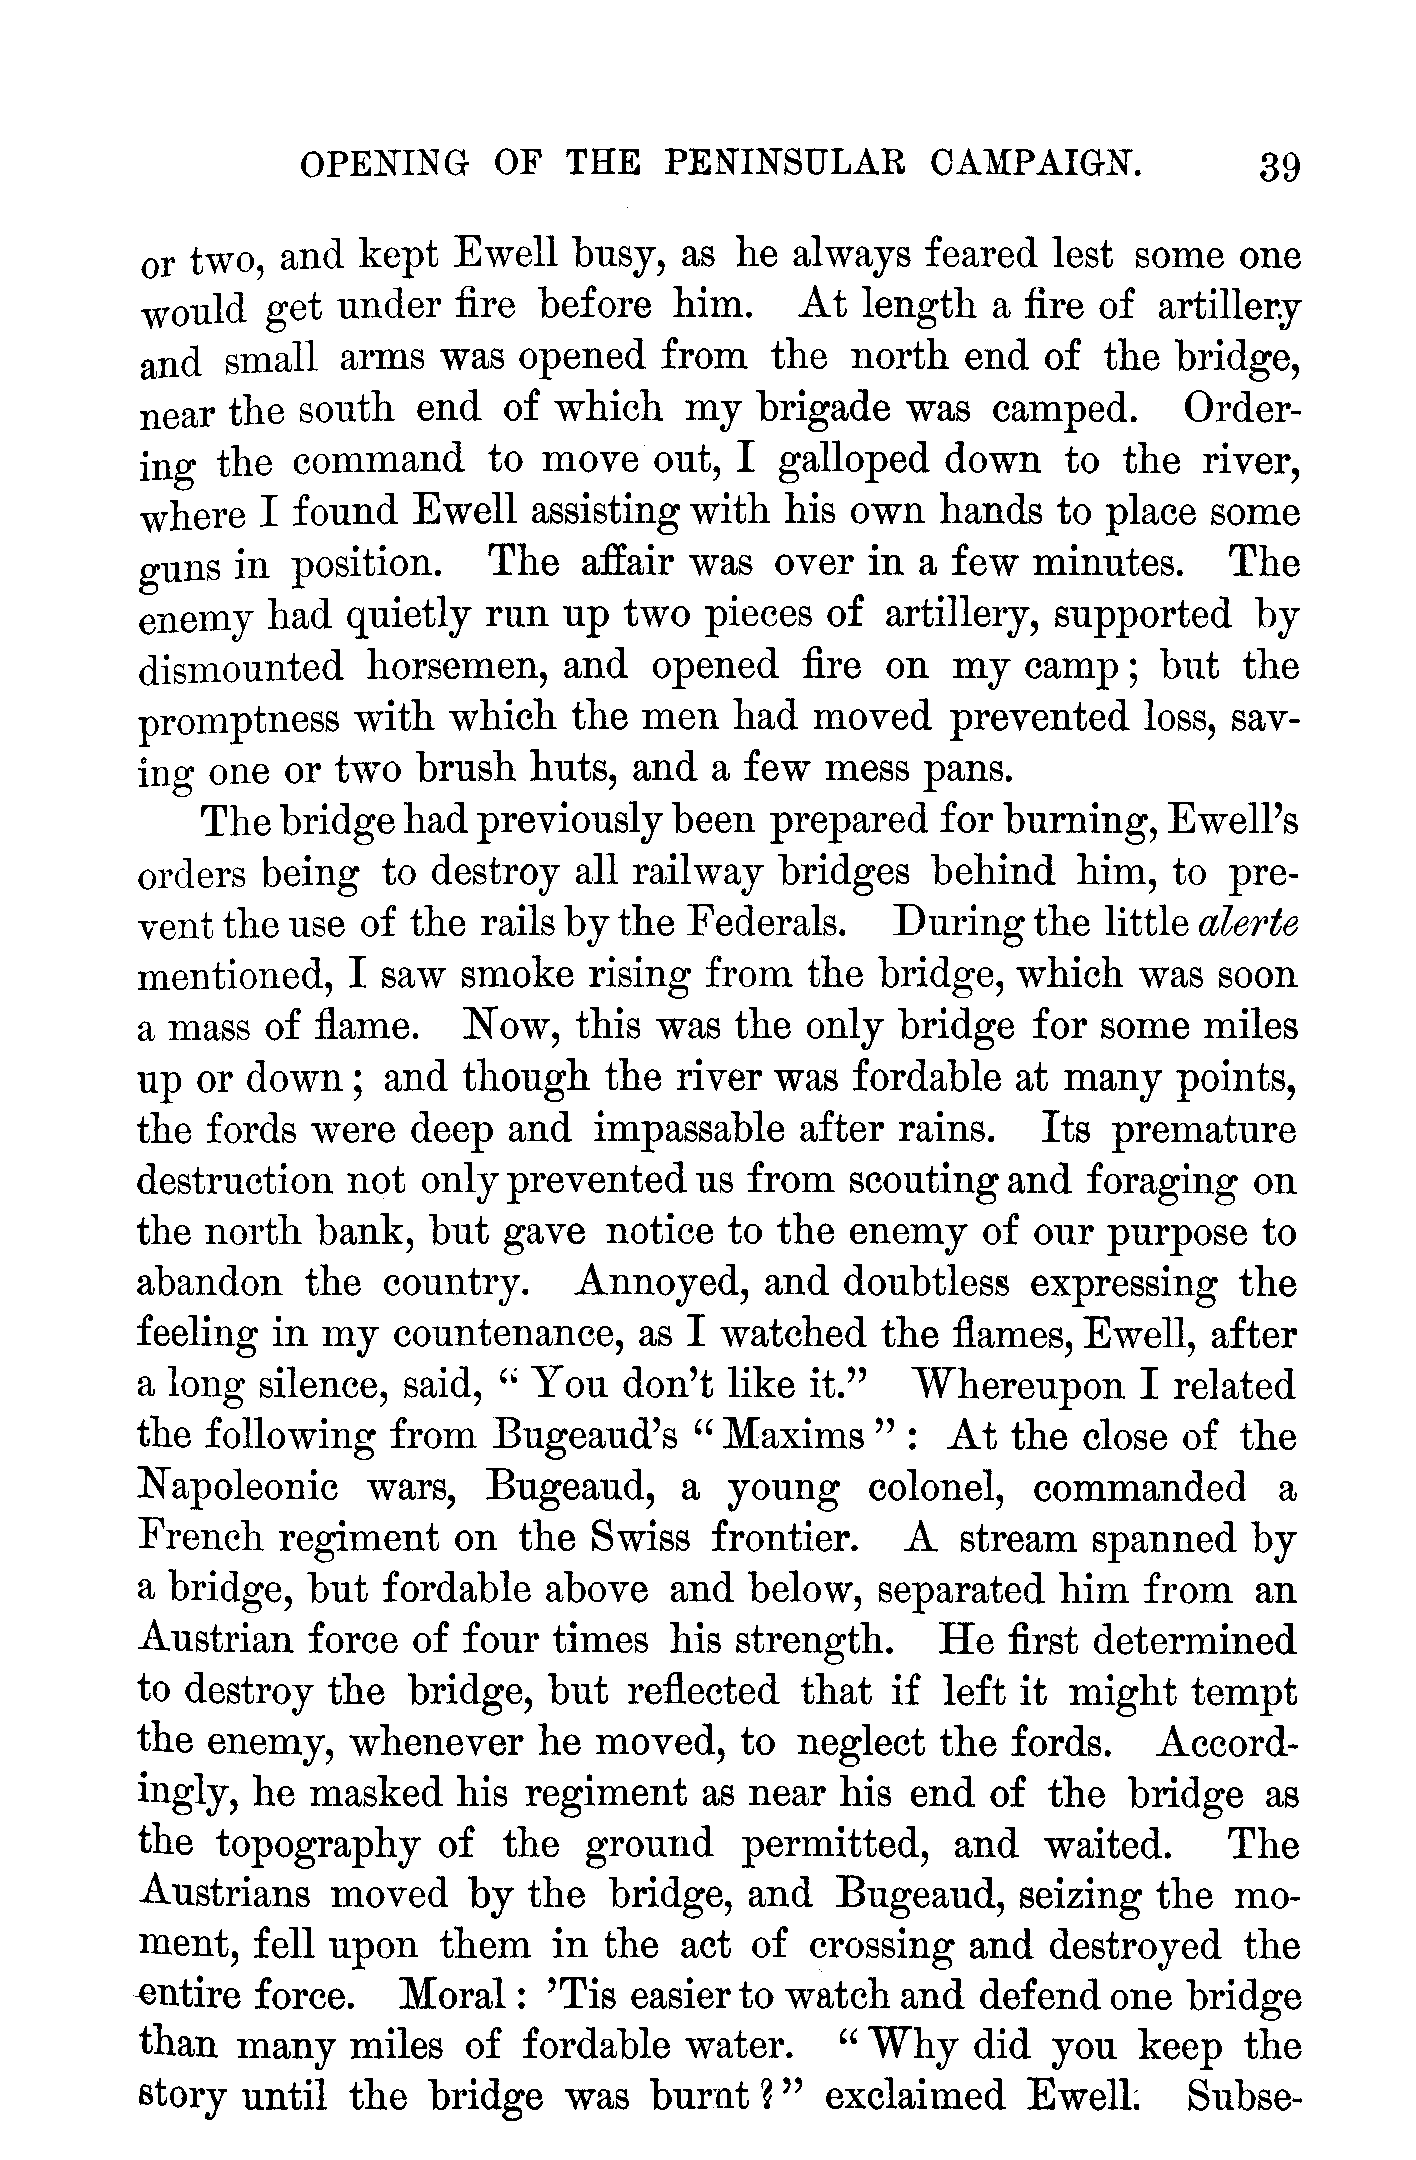 OPENING OF THE PENINSULAR CAMPAIGN. 39
or two, and kept Ewell busy, as he always feared lest some one
would get under fire before him. At length a fire of artillery
and small arms was opened from the north end of the bridge,
near the south end of which my brigade was camped. Order-
ing the command to move out, I galloped down to the river,
where I found Ewell assisting with his own hands to place some
guns in position. The affair was over in a few minutes. The
enemy had quietly run up two pieces of artillery, supported by
dismounted horsemen, and opened fire on my camp; but the
promptness with which the men had moved prevented loss, sav-
ing one or two brush huts, and a few mess pans.
The bridge had previously been prepared for burning, Ewell's
orders being to destroy all railway bridges behind him, to pre-
vent the use of the rails by the Federals. During the little alerte
mentioned, I saw smoke rising from the bridge, which was soon
a mass of flame. Now, this was the only bridge for some miles
up or down; and though the river was fordable at many points,
the fords were deep and impassable after rains. Its premature
destruction not only prevented us from scouting and foraging on
the north bank, but gave notice to the enemy of our purpose to
abandon the country. Annoyed, and doubtless expressing the
feeling in my countenance, as I watched the flames, Ewell, after
a long silence, said, "You don't like it." Whereupon I related
the following from Bugeaud's "Maxims": At the close of the
Napoleonic wars, Bugeaud, a young colonel, commanded a
French regiment on the Swiss frontier. A stream spanned by
a bridge, but fordable above and below, separated him from an
Austrian force of four times his strength. He first determined
to destroy the bridge, but reflected that if left it might tempt
the enemy, whenever he moved, to neglect the fords. Accord-
ingly, he masked his regiment as near his end of the bridge as
the topography of the ground permitted, and waited. The
Austrians moved by the bridge, and Bugeaud, seizing the mo-
ment, fell upon them in the act of crossing and destroyed the
entire force. Moral: 'Tis easier to watch and defend one bridge
than many miles of fordable water. "Why did you keep the
story until the bridge was burnt?" exclaimed Ewell. Subse-